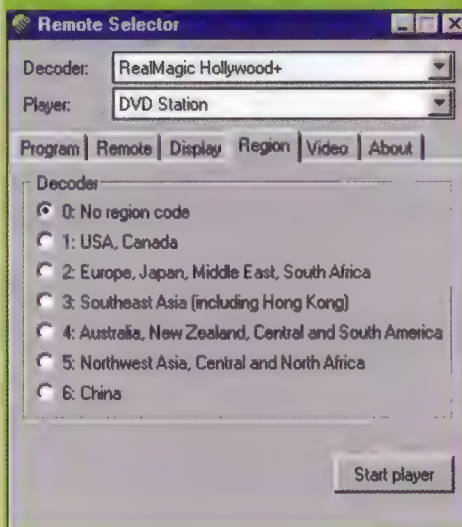 Remote Selector
Decoder: RealMagic Hollywood+
Player: DVD Station
Program Remote Display Region Video About
Decoder
0: No region code
1: USA, Canada
2: Europe, Japan, Middle East, South Africa
3: Southeast Asia (including Hong Kong)
4: Australia, New Zealand, Central and South America
5: Northwest Asia, Central and North Africa
6: China
Start player